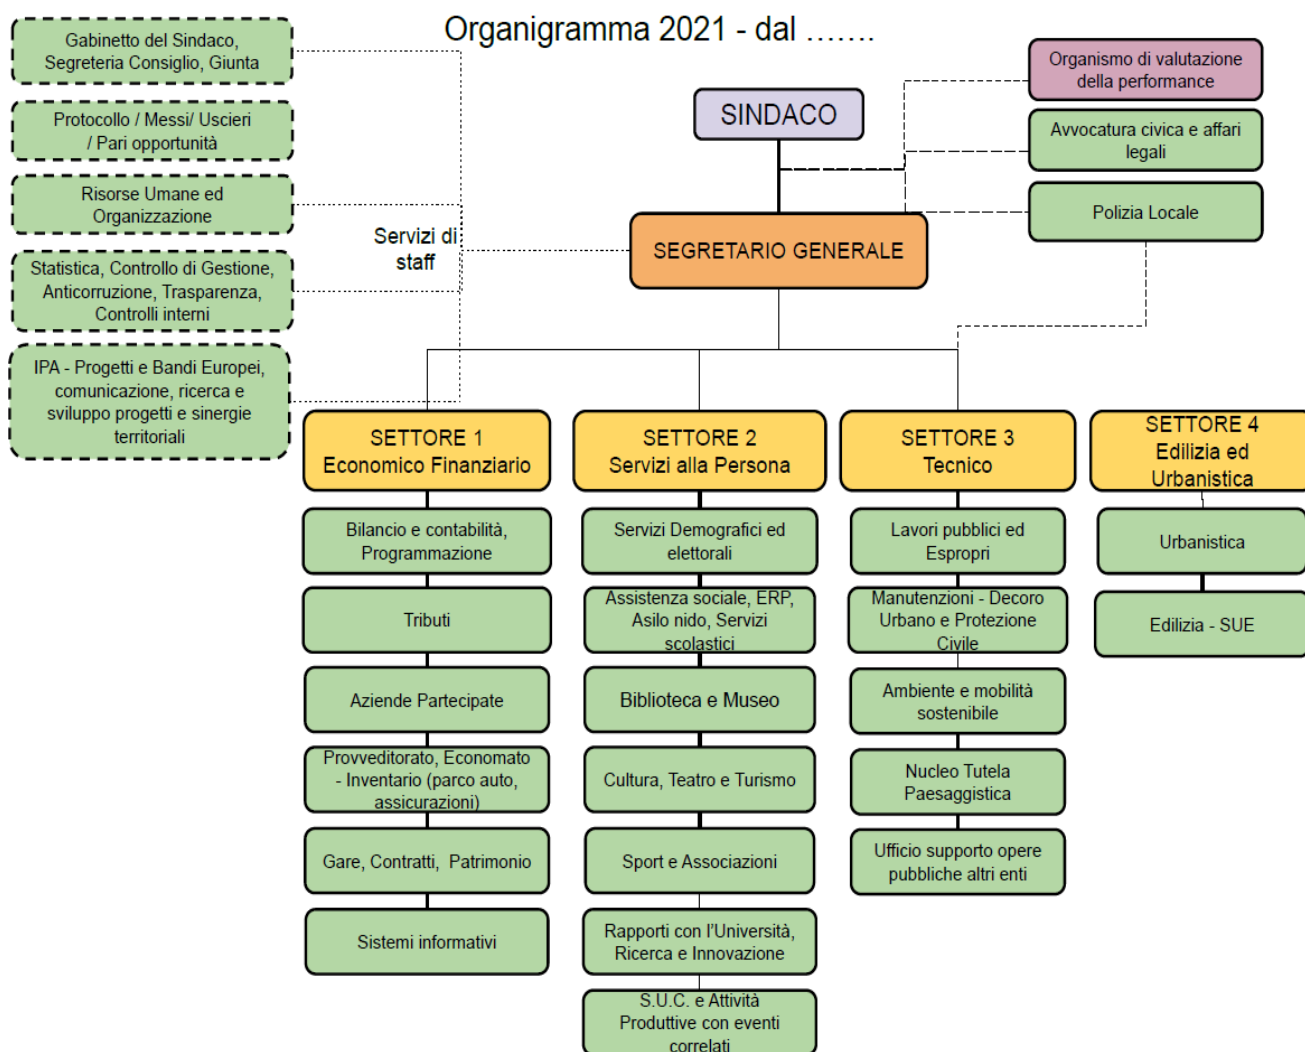 Organigramma 2021 - dal .......
Gabinetto del Sindaco,
Segreteria Consiglio, Giunta
Protocollo / Messi/ Uscieri
/ Pari opportunità
Risorse Umane ed
Organizzazione
Statistica, Controllo di Gestione,
Anticorruzione, Trasparenza,
Controlli interni
IPA - Progetti e Bandi Europei,
comunicazione, ricerca e
sviluppo progetti e sinergie
territoriali
Servizi di
staff
SINDACO
SEGRETARIO GENERALE
Organismo di valutazione
della performance
Avvocatura civica e affari
legali
Polizia Locale
SETTORE 1
Economico Finanziario
Bilancio e contabilità,
Programmazione
Tributi
Aziende Partecipate
Provveditorato, Economato
- Inventario (parco auto,
assicurazioni)
Gare, Contratti, Patrimonio
Sistemi informativi
SETTORE 2
Servizi alla Persona
Servizi Demografici ed
elettorali
Assistenza sociale, ERP,
Asilo nido, Servizi
scolastici
Biblioteca e Museo
Cultura, Teatro e Turismo
Sport e Associazioni
Rapporti con l'Università,
Ricerca e Innovazione
S.U.C. e Attività
Produttive con eventi
correlati
SETTORE 3
Tecnico
Lavori pubblici ed
Espropri
Manutenzioni - Decoro
Urbano e Protezione
Civile
Ambiente e mobilità
sostenibile
Nucleo Tutela
Paesaggistica
Ufficio supporto opere
pubbliche altri enti
SETTORE 4
Edilizia ed
Urbanistica
Urbanistica
Edilizia - SUE